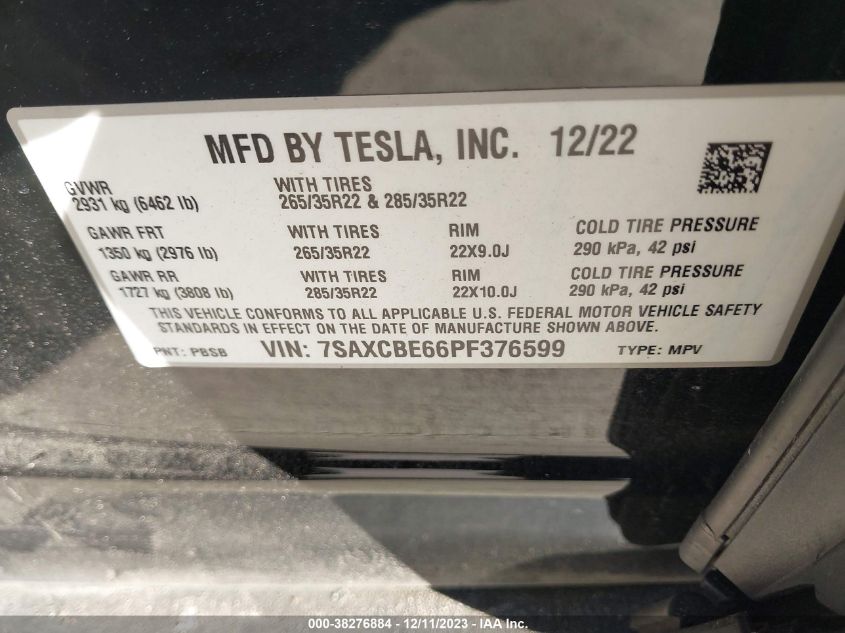 MFD BY TESLA, INC. 12/22
GVWR WITH TIRES
2931 kg (6462 lb) 265/35R22 & 285/35R22
GAWR FRT WITH TIRES RIM COLD TIRE PRESSURE
1350 kg (2976 lb) 265/35R22 22X9.0J 290 kPa, 42 psi
GAWR RR WITH TIRES RIM COLD TIRE PRESSURE
1727 kg (3808 lb) 285/35R22 22X10.0J 290 kPa, 42 psi
THIS VEHICLE CONFORMS TO ALL APPLICABLE U.S. FEDERAL MOTOR VEHICLE SAFETY
STANDARDS IN EFFECT ON THE DATE OF MANUFACTURE SHOWN ABOVE.
PNT: PBSB VIN: 7SAXCBE66PF376599 TYPE: MPV
000-38276884 - 12/11/2023 - IAA Inc.